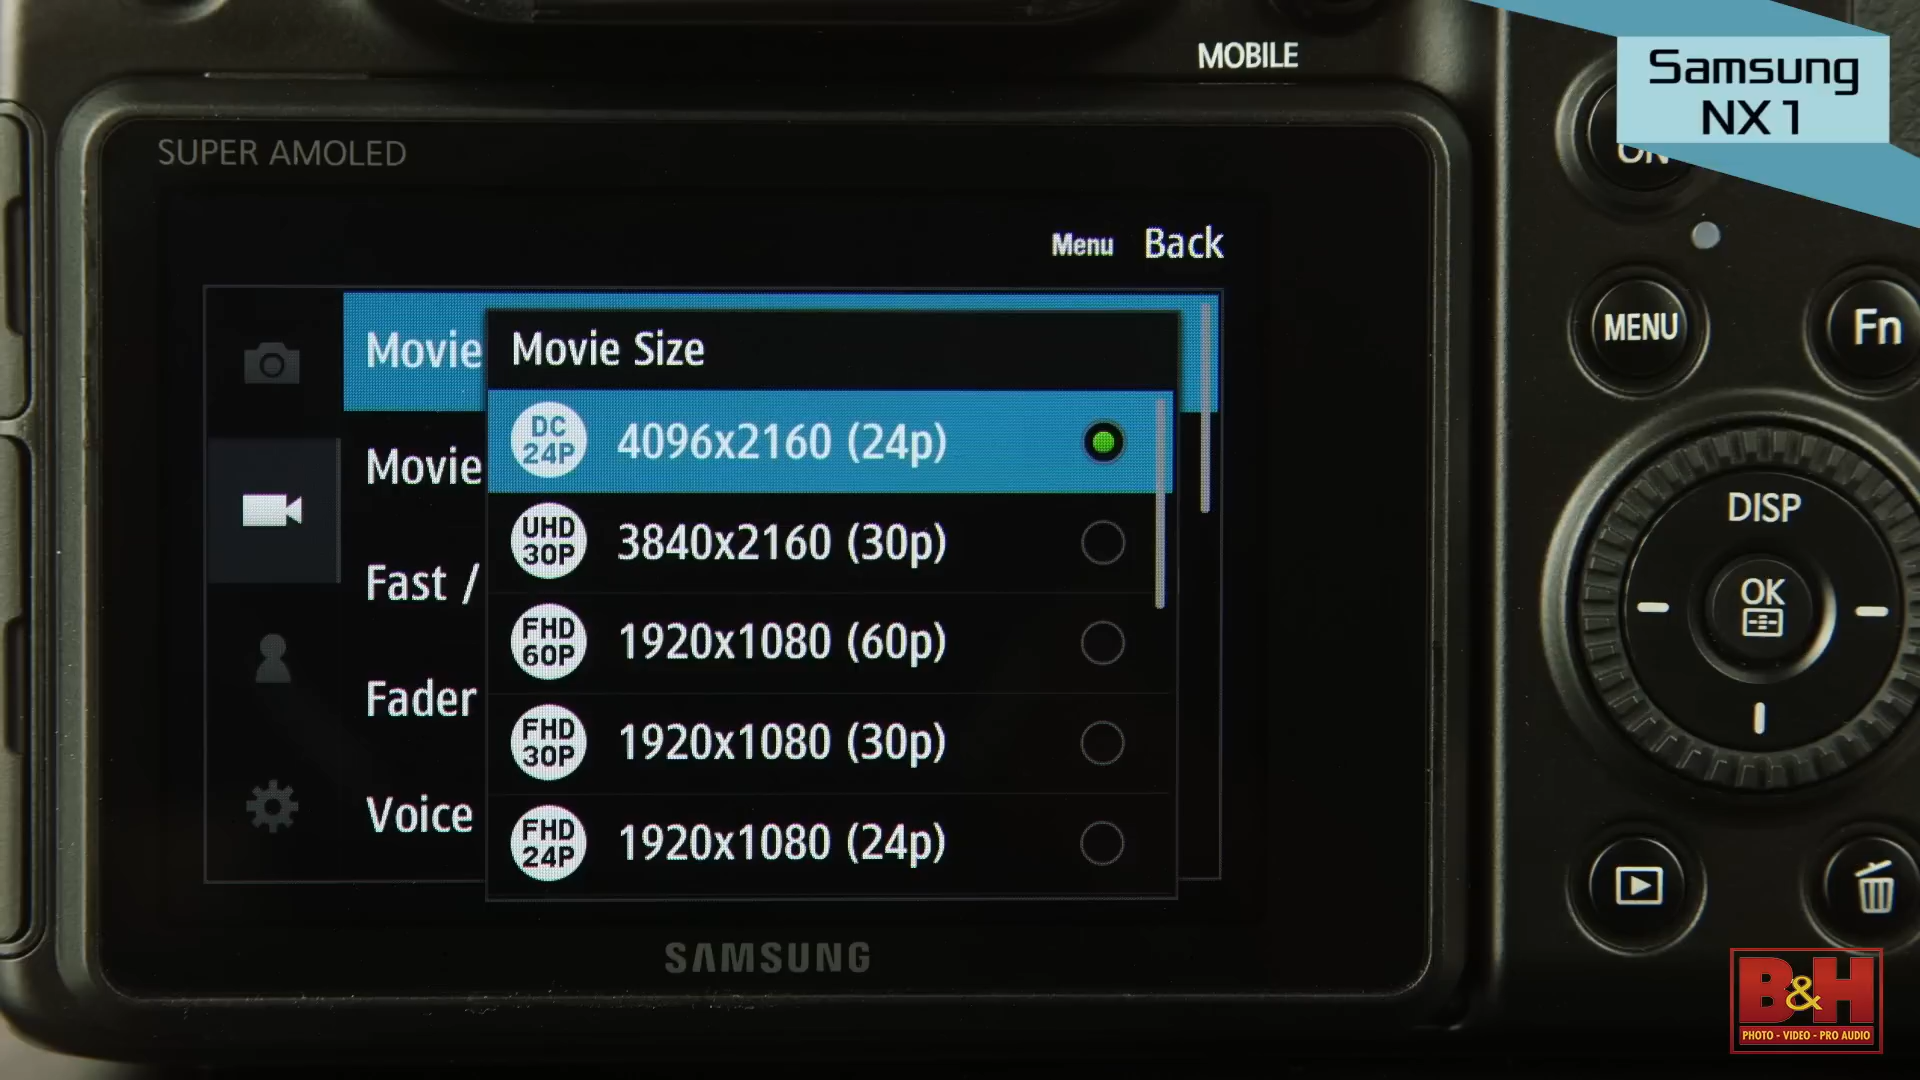 MOBILE
Samsung
NX1
SUPER AMOLED
ON
Menu Back
MENU
Fn
Movie
Movie Size
DC
24P
4096x2160 (24p)
Movie
UHD
30P
3840x2160 (30p)
DISP
Fast /
OK
FHD
60P
1920x1080 (60p)
Fader
FHD
30P
1920x1080 (30p)
Voice
FHD
24P
1920x1080 (24p)
SAMSUNG
B&H
PHOTO - VIDEO - PRO AUDIO